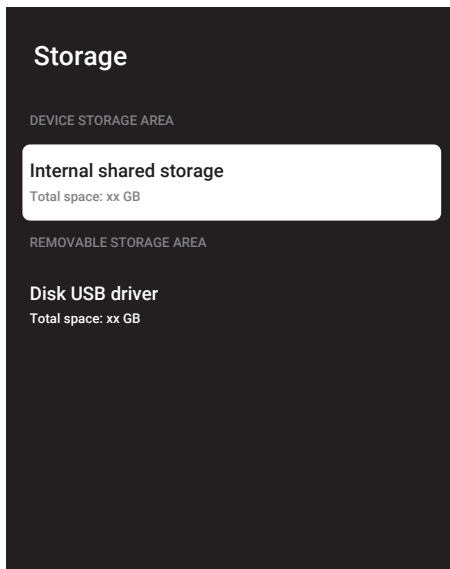 Storage
DEVICE STORAGE AREA
Internal shared storage
Total space: xx GB
REMOVABLE STORAGE AREA
Disk USB driver
Total space: xx GB